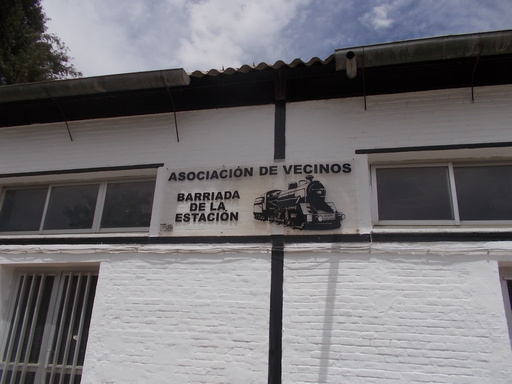 ASOCIACIÓN DE VECINOS
BARRIADA
DE LA
ESTACIÓN